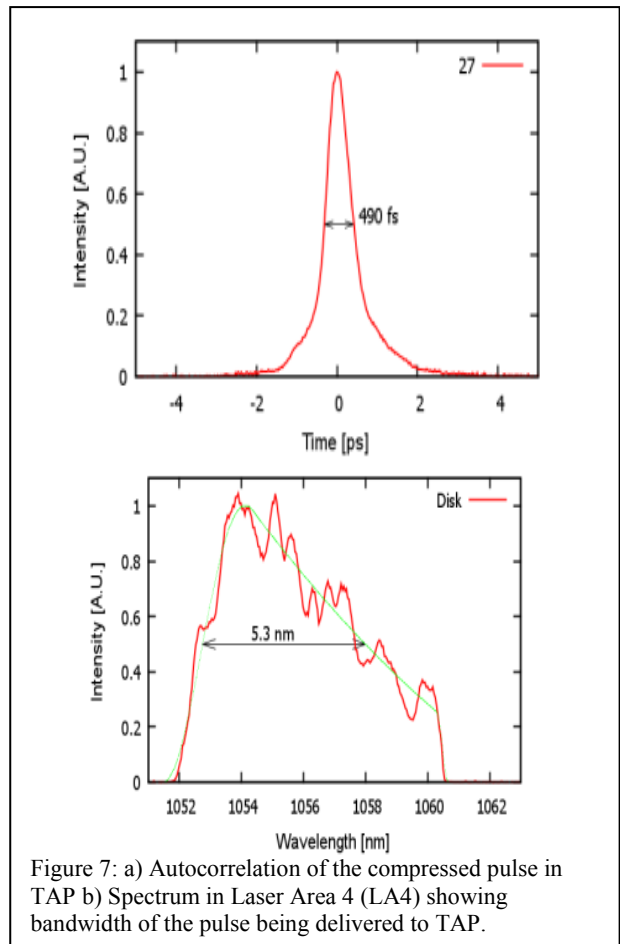 27
Intensity [A.U.]
1
0.8
0.6
0.4
0.2
0
490 fs
-4 -2 0 2 4
Time [ps]
Disk
Intensity [A.U.]
1
0.8
0.6
0.4
0.2
0
5.3 nm
1052 1054 1056 1058 1060 1062
Wavelength [nm]
Figure 7: a) Autocorrelation of the compressed pulse in
TAP b) Spectrum in Laser Area 4 (LA4) showing
bandwidth of the pulse being delivered to TAP.